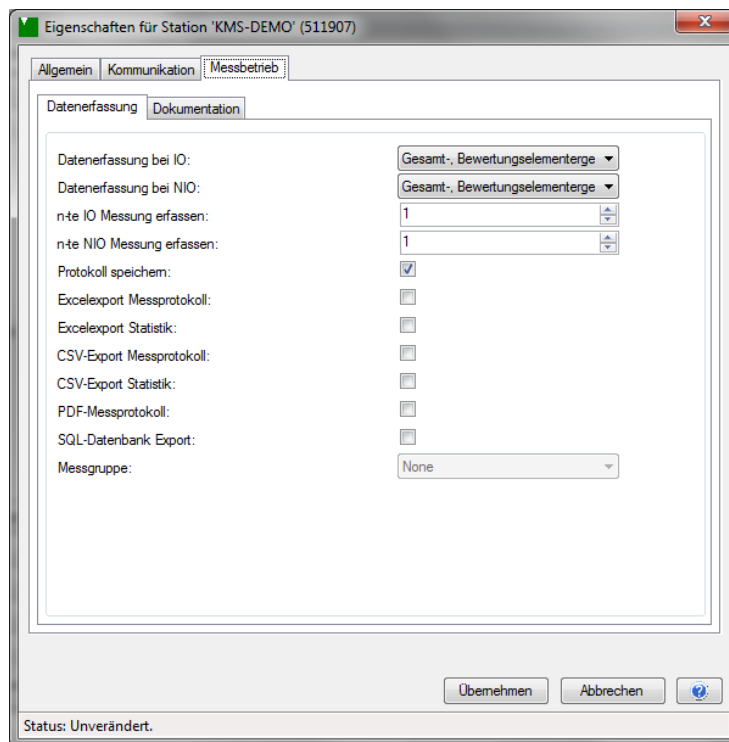 Eigenschaften für Station 'KMS-DEMO' (511907)
Allgemein Kommunikation Messbetrieb
Datenerfassung Dokumentation
Datenerfassung bei IO: Gesamt-, Bewertungselementerge
Datenerfassung bei NIO: Gesamt-, Bewertungselementerge
n-te IO Messung erfassen: 1
n-te NIO Messung erfassen: 1
Protokoll speichern:
Excelexport Messprotokoll:
Excelexport Statistik:
CSV-Export Messprotokoll:
CSV-Export Statistik:
PDF-Messprotokoll:
SQL-Datenbank Export:
Messgruppe: None
Übernehmen Abbrechen
Status: Unverändert.